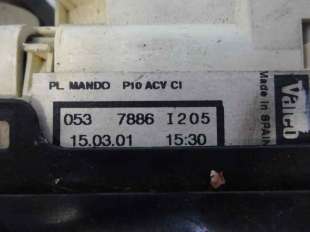 PL. MANDO P10 ACV CI
053 7886 I205
15.03.01 15:30
Valeo
Made in SPAIN